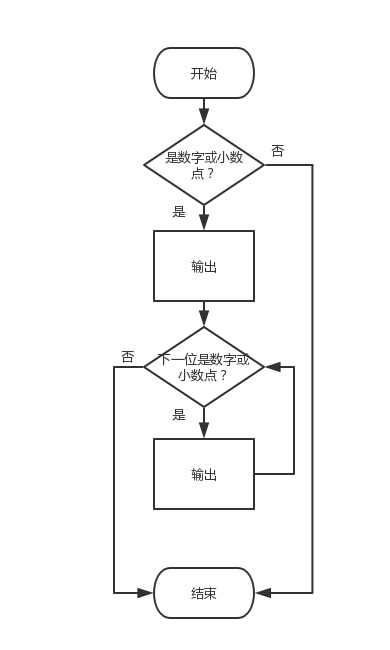 开始
是数字或小数
点？
否
是
输出
否
下一位是数字或
小数点？
是
输出
结束